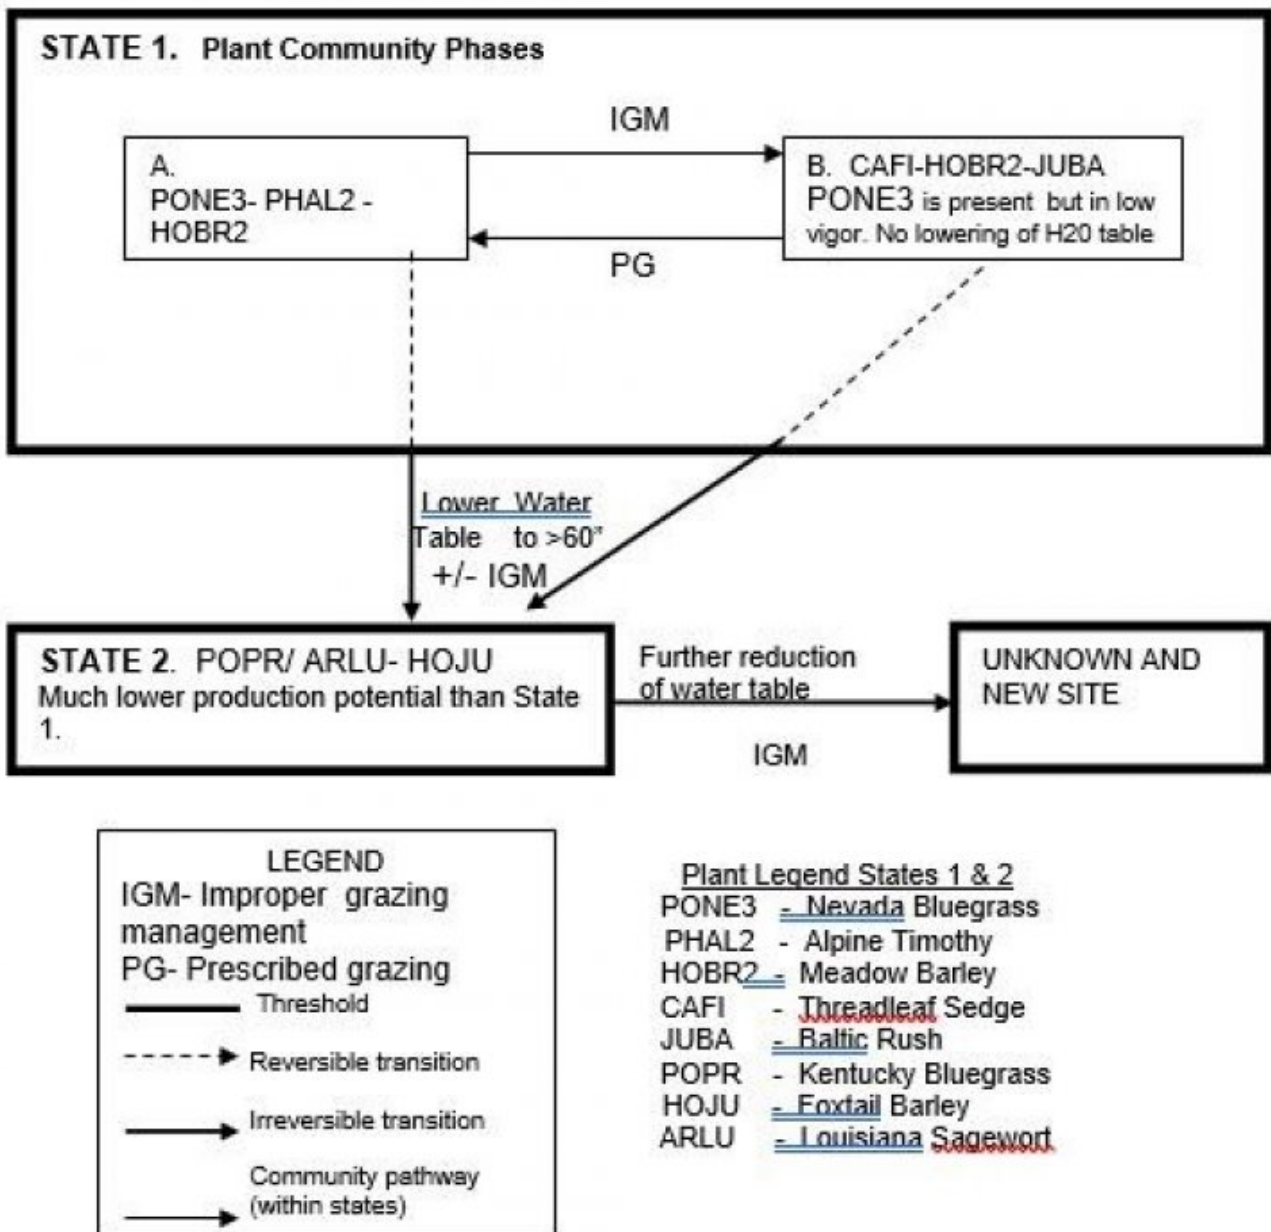 STATE 1. Plant Community Phases
IGM
A.
PONE3- PHAL2 -
HOBR2
B. CAFI-HOBR2-JUBA
PONE3 is present but in low
vigor. No lowering of H20 table
PG
Lower Water
Table to >60"
+/- IGM
STATE 2. POPR/ ARLU- HOJU
Much lower production potential than State
1.
Further reduction
of water table
IGM
UNKNOWN AND
NEW SITE
LEGEND
IGM- Improper grazing
management
PG- Prescribed grazing
Threshold
Reversible transition
Irreversible transition
Community pathway
(within states)
Plant Legend States 1 & 2
PONE3 - Nevada Bluegrass
PHAL2 - Alpine Timothy
HOBR2 - Meadow Barley
CAFI - Threadleaf Sedge
JUBA - Baltic Rush
POPR - Kentucky Bluegrass
HOJU - Foxtail Barley
ARLU - Louisiana Sagewort